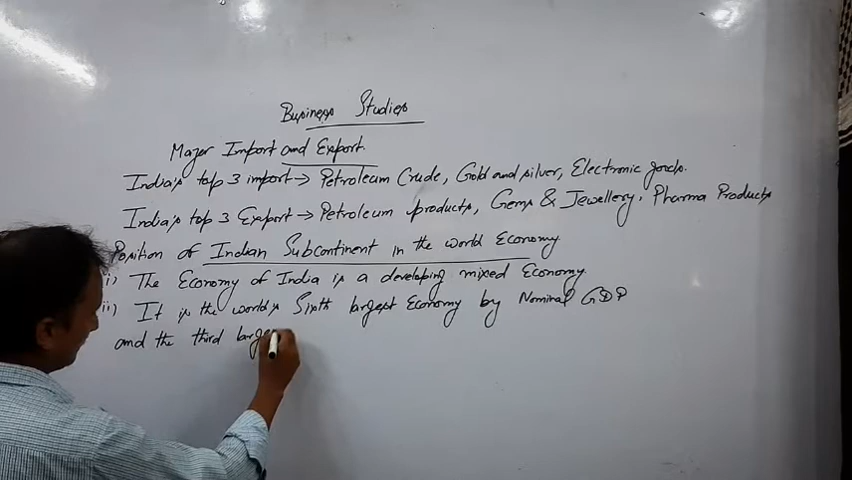 Business Studies
Major Import and Export.
India's top 3 import → Petroleum Crude, Gold and silver, Electronic goods.
India's top 3 Export → Petroleum products, Gems & Jewellery, Pharma Products
Position of Indian Subcontinent in the world Economy
i) The Economy of India is a developing mixed Economy.
ii) It is the world's Sixth largest Economy by Nominal GDP
and the third large